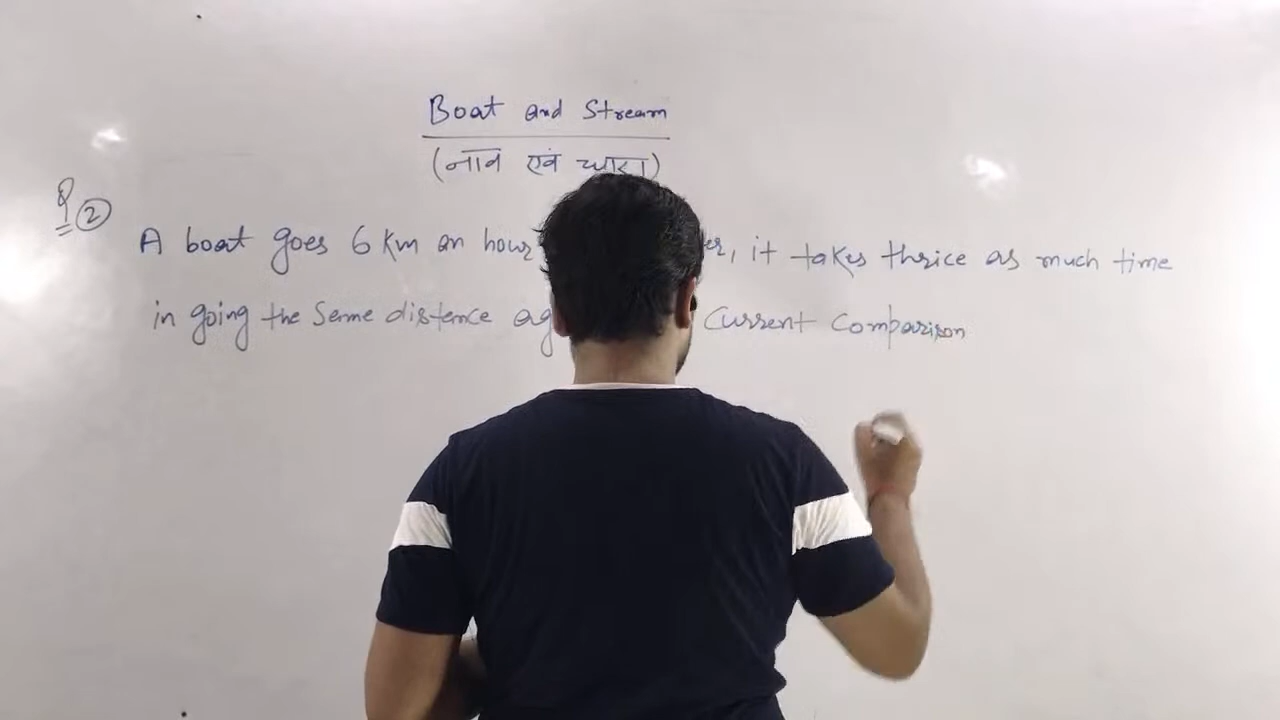 Boat and Stream
(नाव एवं धारा)
Q 2
A boat goes 6 Km an hour er, it takes thrice as much time
in going the Same distance ag Current Comparison